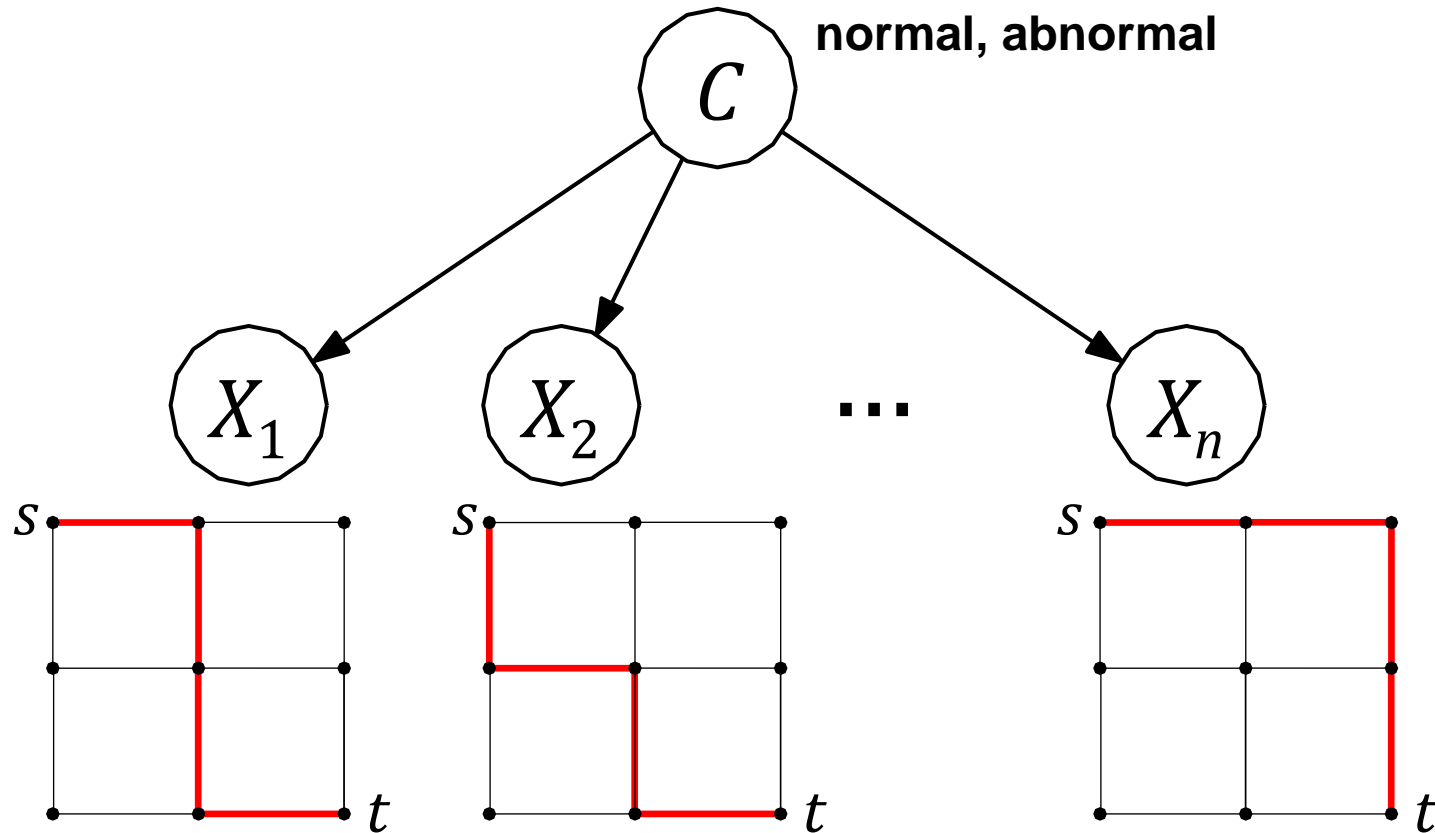 normal, abnormal
C
X₁ X₂ ... Xₙ
s s s
t t t